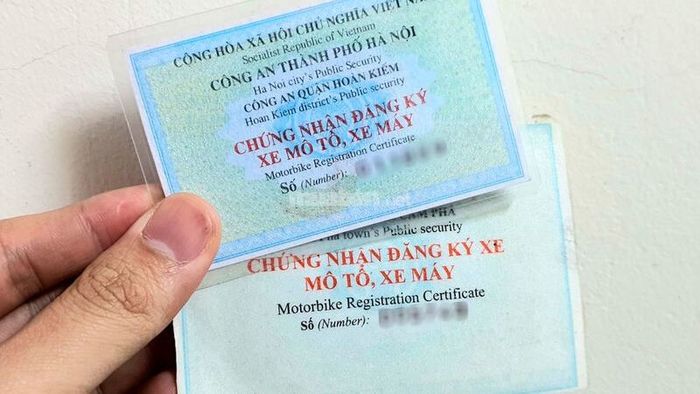 CỘNG HÒA XÃ HỘI CHỦ NGHĨA VIỆT NAM
Socialist Republic of Vietnam
CÔNG AN THÀNH PHỐ HÀ NỘI
Ha Noi city's Public Security
CÔNG AN QUẬN HOÀN KIẾM
Hoan Kiem district's Public security
CHỨNG NHẬN ĐĂNG KÝ
XE MÔ TÔ, XE MÁY
Motorbike Registration Certificate
Số (Number):
CẨM PHẢ
town's Public security
CHỨNG NHẬN ĐĂNG KÝ XE
MÔ TÔ, XE MÁY
Motorbike Registration Certificate
Số (Number):